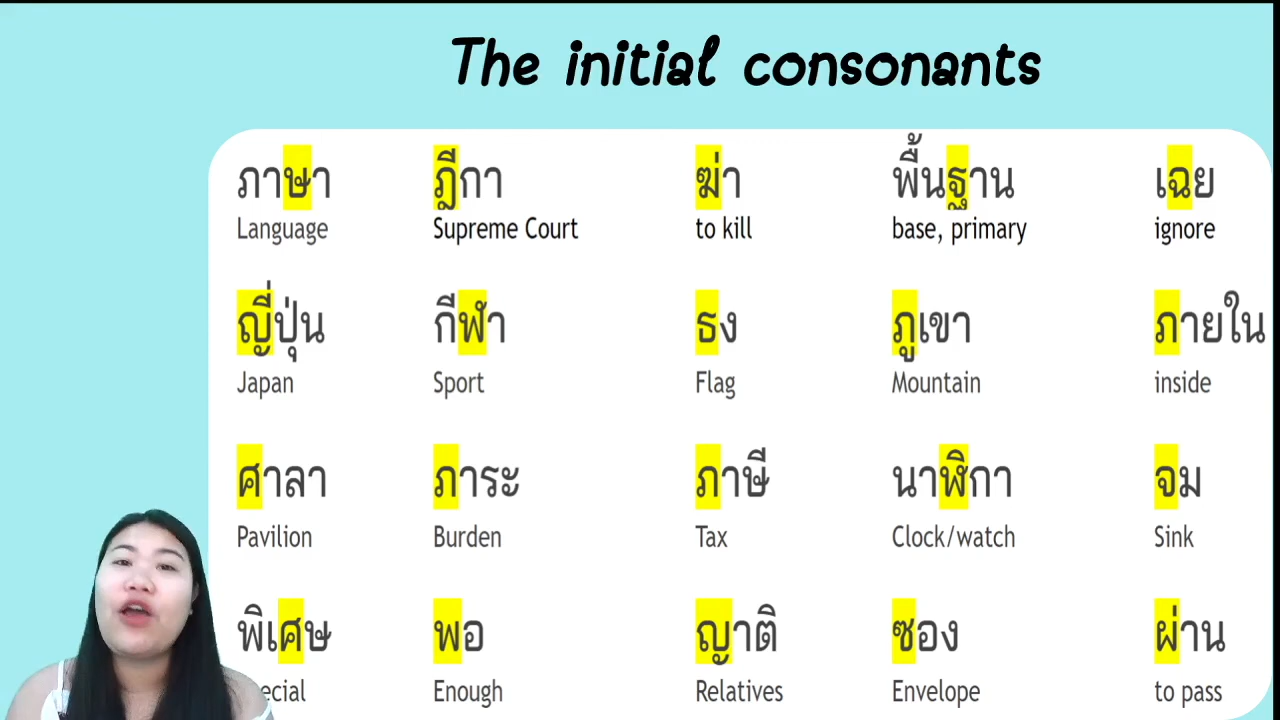 The initial consonants
ภาษา ฎีกา ฆ่า พื้นฐาน เฉย
Language Supreme Court to kill base, primary ignore
ญี่ปุ่น กีฬา ธง ภูเขา ภายใน
Japan Sport Flag Mountain inside
ศาลา ภาระ ภาษี นาฬิกา จม
Pavilion Burden Tax Clock/watch Sink
พิเศษ พอ ญาติ ซอง ผ่าน
ecial Enough Relatives Envelope to pass